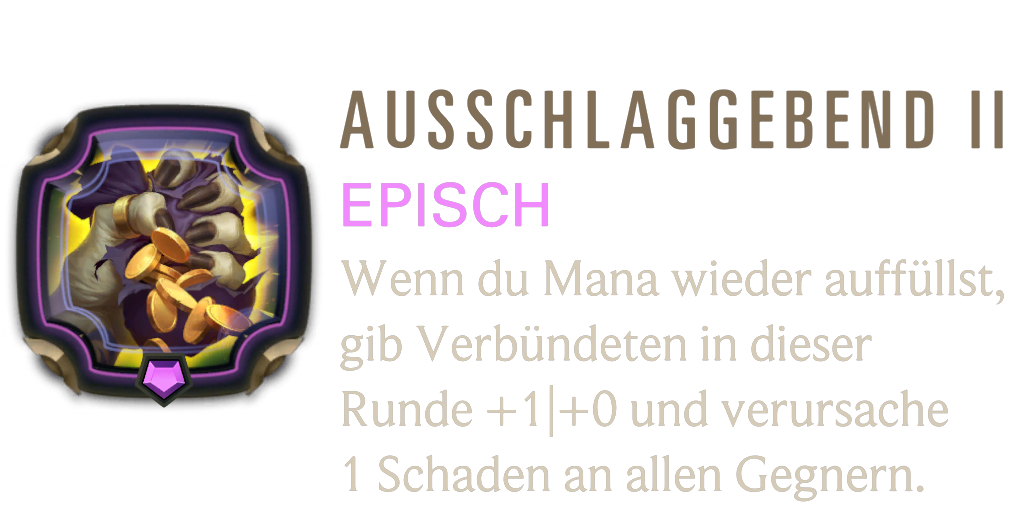 AUSSCHLAGGEBEND II
EPISCH
Wenn du Mana wieder auffüllst,
gib Verbündeten in dieser
Runde +1|+0 und verursache
1 Schaden an allen Gegnern.